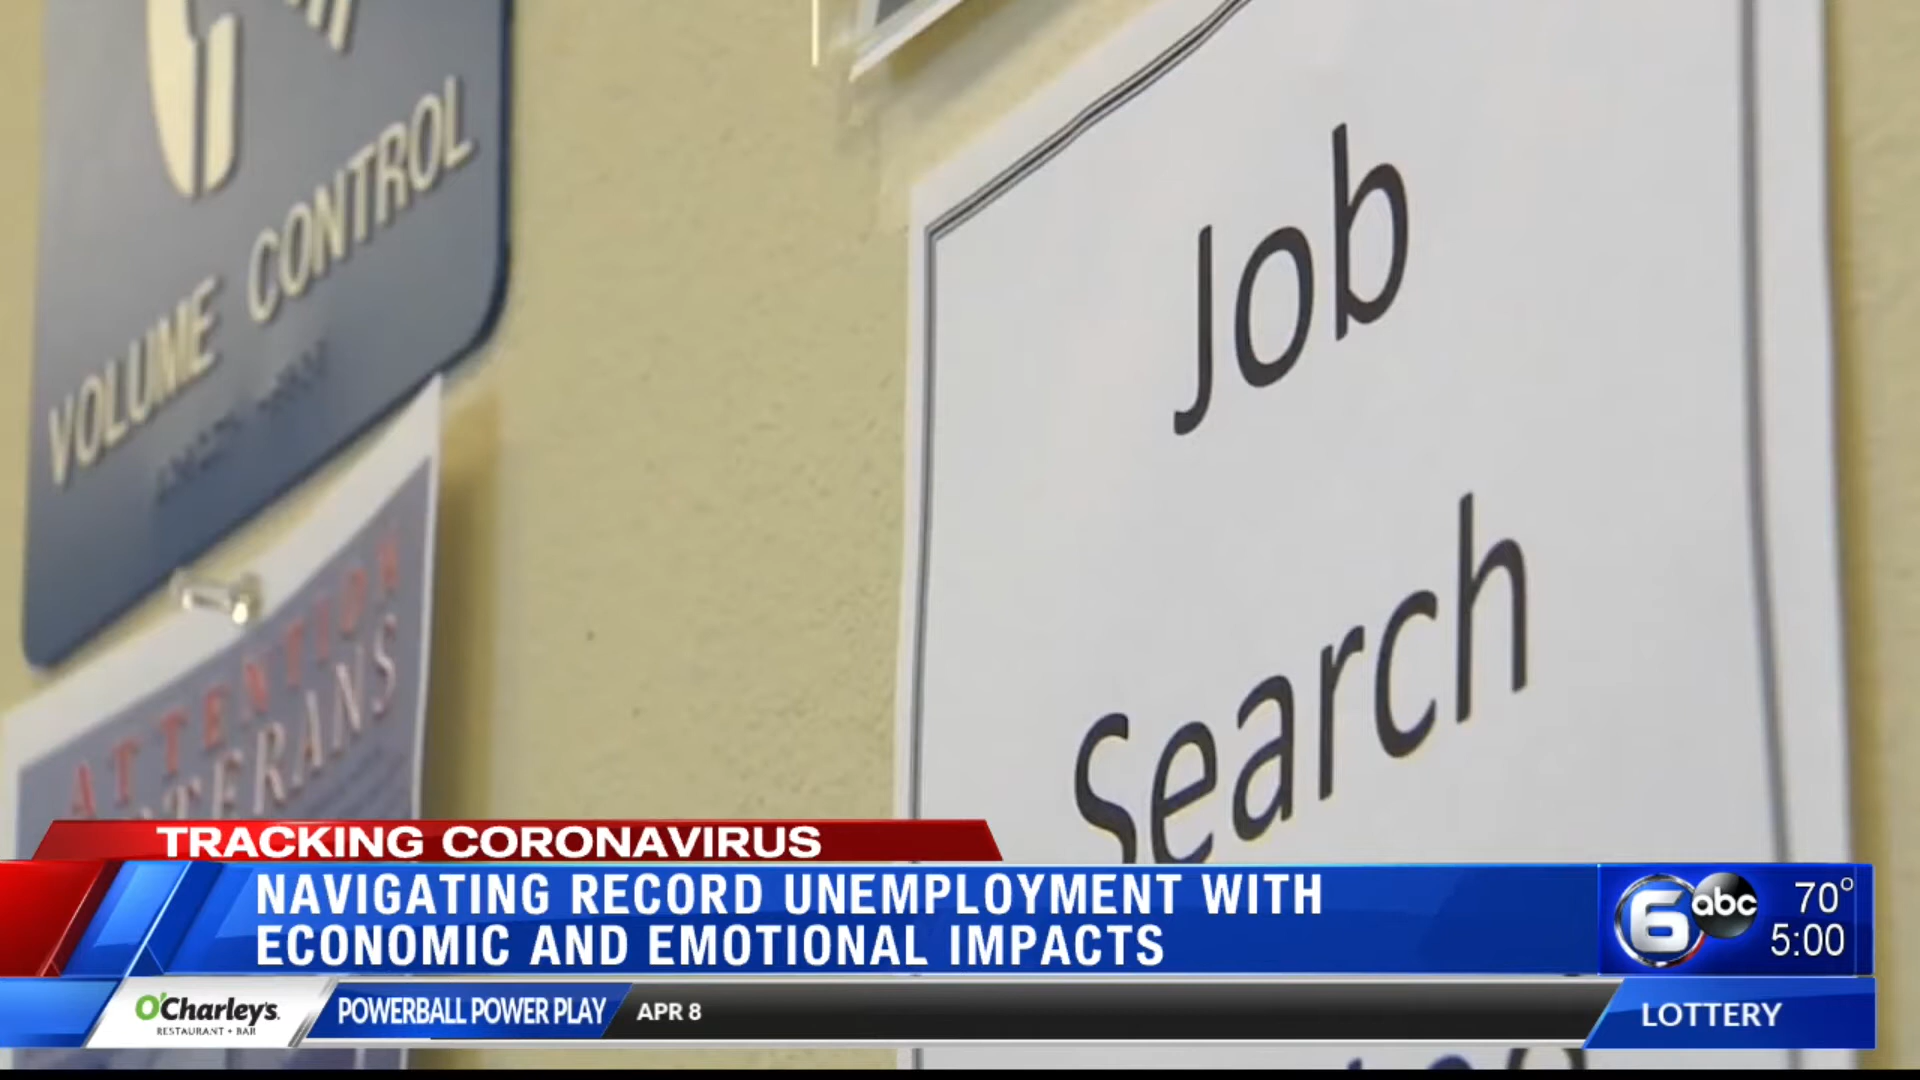 VOLUME CONTROL
ATTENTION
VETERANS
Job
Search
TRACKING CORONAVIRUS
NAVIGATING RECORD UNEMPLOYMENT WITH
ECONOMIC AND EMOTIONAL IMPACTS
6 abc
70°
5:00
O'Charley's
RESTAURANT + BAR
POWERBALL POWER PLAY
APR 8
LOTTERY